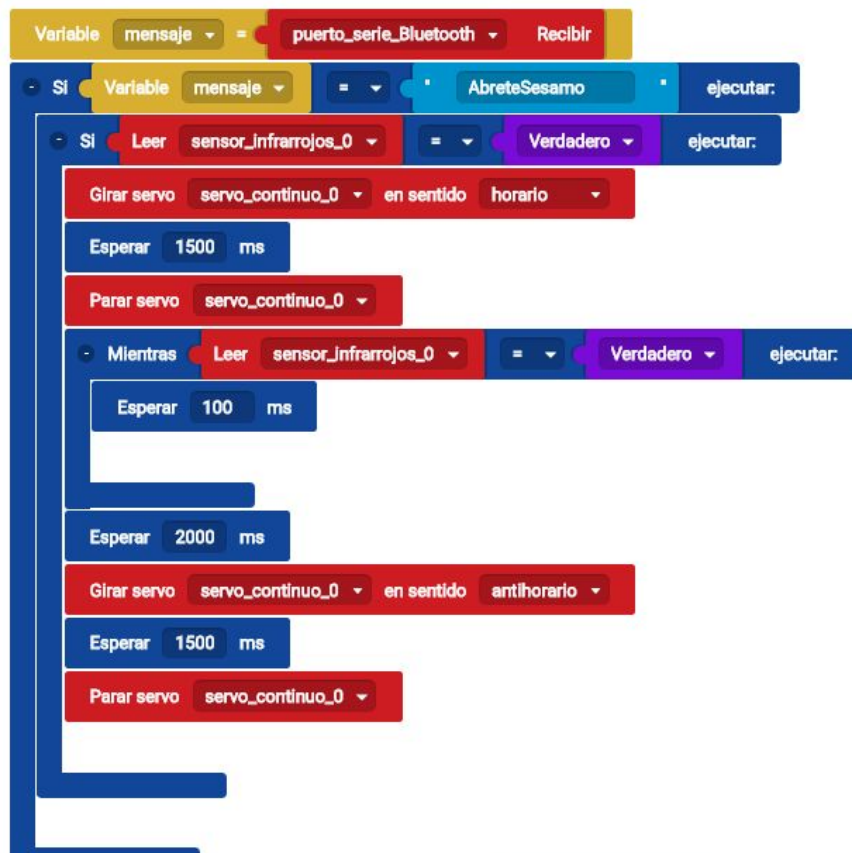 Variable mensaje = puerto_serie_Bluetooth Recibir
- Si Variable mensaje = " AbreteSesamo " ejecutar:
- Si Leer sensor_infrarrojos_0 = Verdadero ejecutar:
Girar servo servo_continuo_0 en sentido horario
Esperar 1500 ms
Parar servo servo_continuo_0
- Mientras Leer sensor_infrarrojos_0 = Verdadero ejecutar:
Esperar 100 ms
Esperar 2000 ms
Girar servo servo_continuo_0 en sentido antihorario
Esperar 1500 ms
Parar servo servo_continuo_0